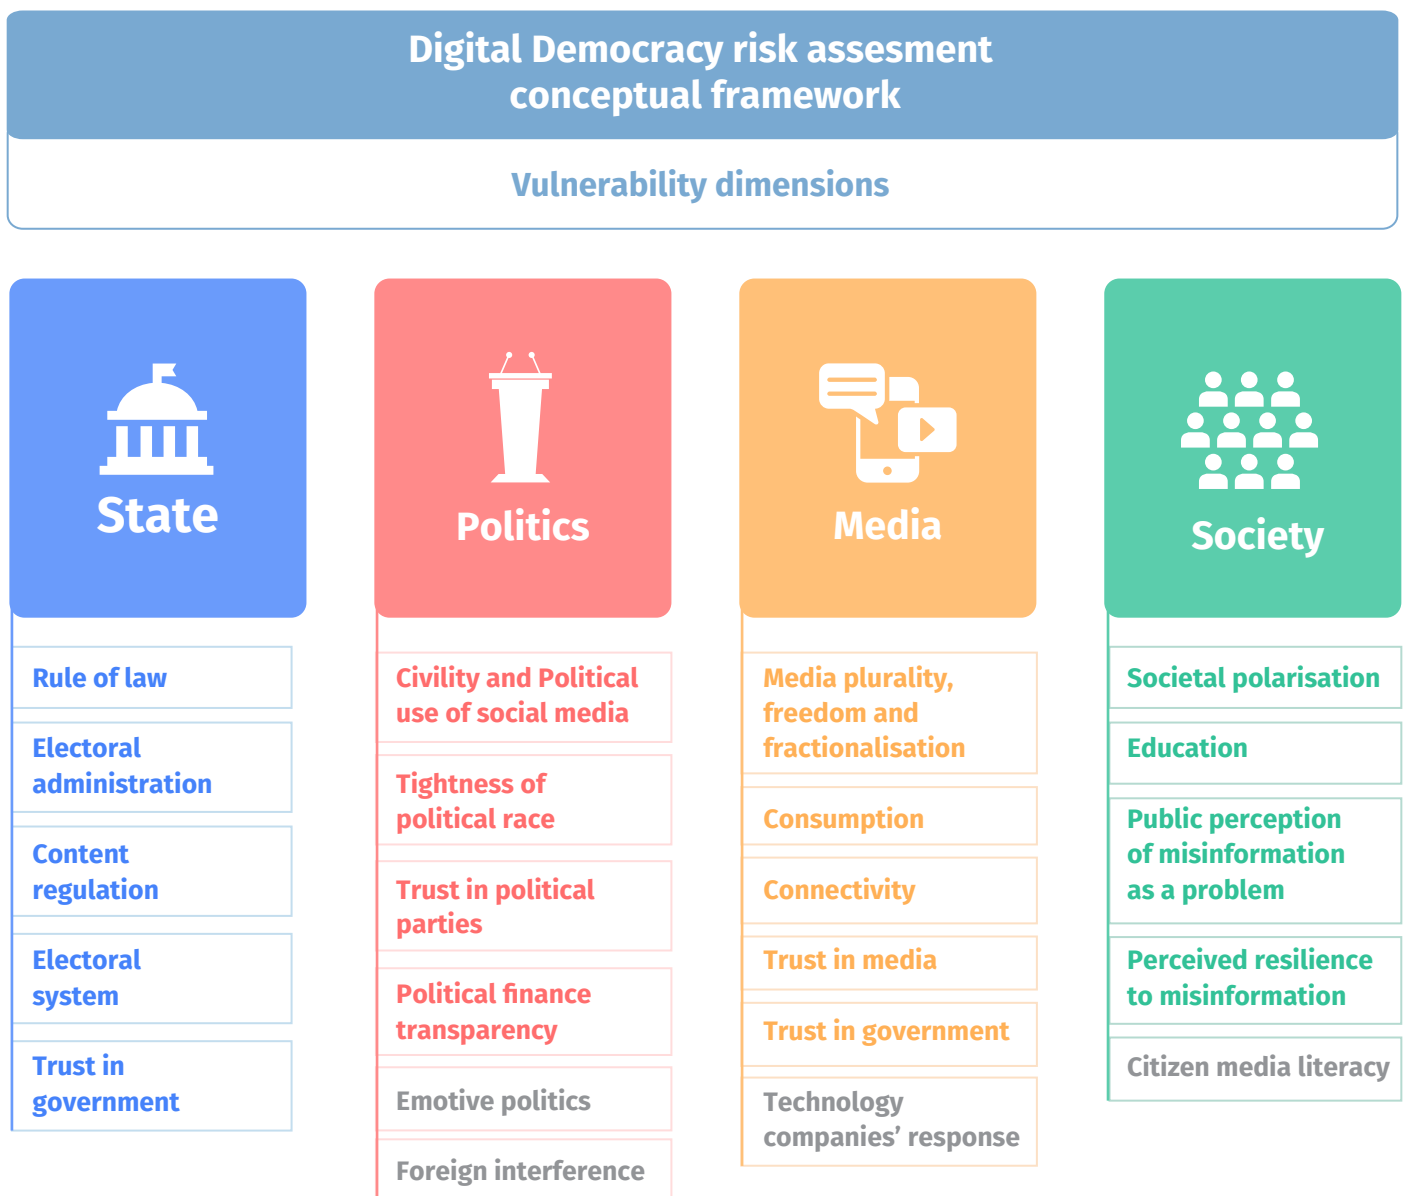 Digital Democracy risk assesment
conceptual framework
Vulnerability dimensions
State
Rule of law
Electoral
administration
Content
regulation
Electoral
system
Trust in
government
Politics
Civility and Political
use of social media
Tightness of
political race
Trust in political
parties
Political finance
transparency
Emotive politics
Foreign interference
Media
Media plurality,
freedom and
fractionalisation
Consumption
Connectivity
Trust in media
Trust in government
Technology
companies’ response
Society
Societal polarisation
Education
Public perception
of misinformation
as a problem
Perceived resilience
to misinformation
Citizen media literacy